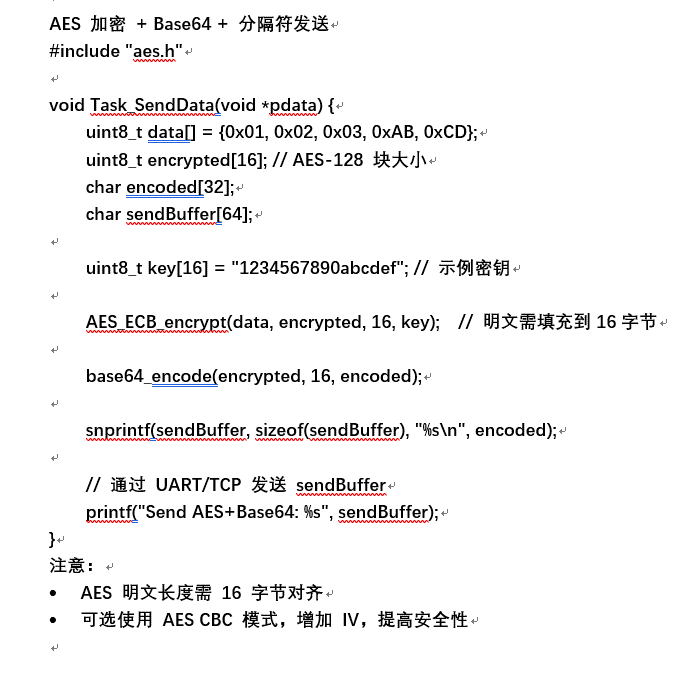 AES 加密 + Base64 + 分隔符发送
#include "aes.h"
void Task_SendData(void *pdata) {
uint8_t data[] = {0x01, 0x02, 0x03, 0xAB, 0xCD};
uint8_t encrypted[16]; // AES-128 块大小
char encoded[32];
char sendBuffer[64];
uint8_t key[16] = "1234567890abcdef"; // 示例密钥
AES_ECB_encrypt(data, encrypted, 16, key); // 明文需填充到 16 字节
base64_encode(encrypted, 16, encoded);
snprintf(sendBuffer, sizeof(sendBuffer), "%s\n", encoded);
// 通过 UART/TCP 发送 sendBuffer
printf("Send AES+Base64: %s", sendBuffer);
}
注意：
• AES 明文长度需 16 字节对齐
• 可选使用 AES CBC 模式，增加 IV，提高安全性